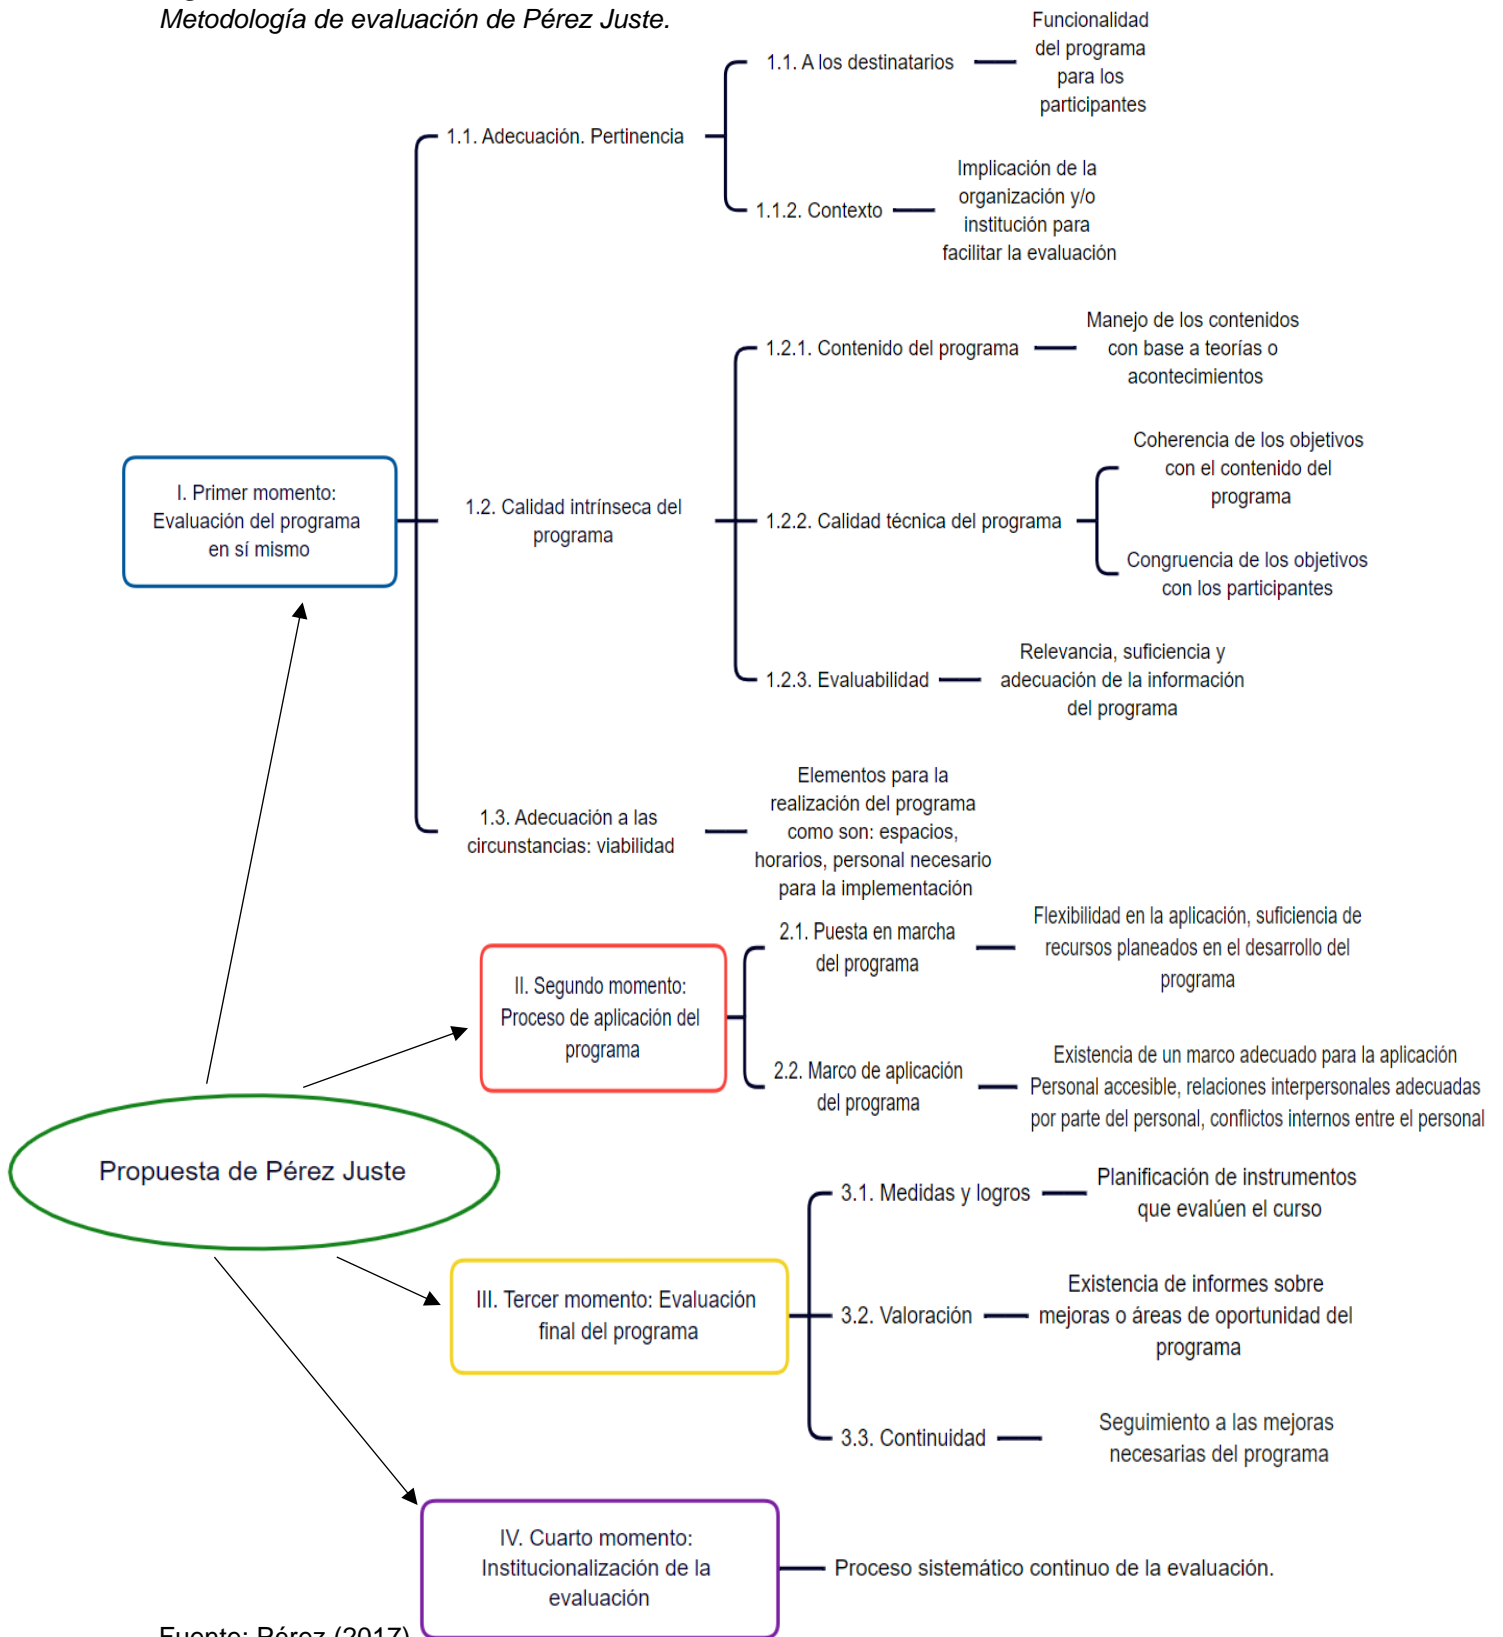 Metodología de evaluación de Pérez Juste.
Funcionalidad
del programa
para los
participantes
1.1. A los destinatarios
1.1. Adecuación. Pertinencia
Implicación de la
organización y/o
institución para
facilitar la evaluación
1.1.2. Contexto
Manejo de los contenidos
con base a teorías o
acontecimientos
1.2.1. Contenido del programa
Coherencia de los objetivos
con el contenido del
programa
I. Primer momento:
Evaluación del programa
en sí mismo
1.2. Calidad intrínseca del
programa
1.2.2. Calidad técnica del programa
Congruencia de los objetivos
con los participantes
Relevancia, suficiencia y
adecuación de la información
del programa
1.2.3. Evaluabilidad
Elementos para la
realización del programa
como son: espacios,
horarios, personal necesario
para la implementación
1.3. Adecuación a las
circunstancias: viabilidad
Flexibilidad en la aplicación, suficiencia de
recursos planeados en el desarrollo del
programa
2.1. Puesta en marcha
del programa
II. Segundo momento:
Proceso de aplicación del
programa
Existencia de un marco adecuado para la aplicación
Personal accesible, relaciones interpersonales adecuadas
por parte del personal, conflictos internos entre el personal
2.2. Marco de aplicación
del programa
Propuesta de Pérez Juste
3.1. Medidas y logros
Planificación de instrumentos
que evalúen el curso
III. Tercer momento: Evaluación
final del programa
3.2. Valoración
Existencia de informes sobre
mejoras o áreas de oportunidad del
programa
3.3. Continuidad
Seguimiento a las mejoras
necesarias del programa
IV. Cuarto momento:
Institucionalización de la
evaluación
Proceso sistemático continuo de la evaluación.
Fuente: Pérez (2017)